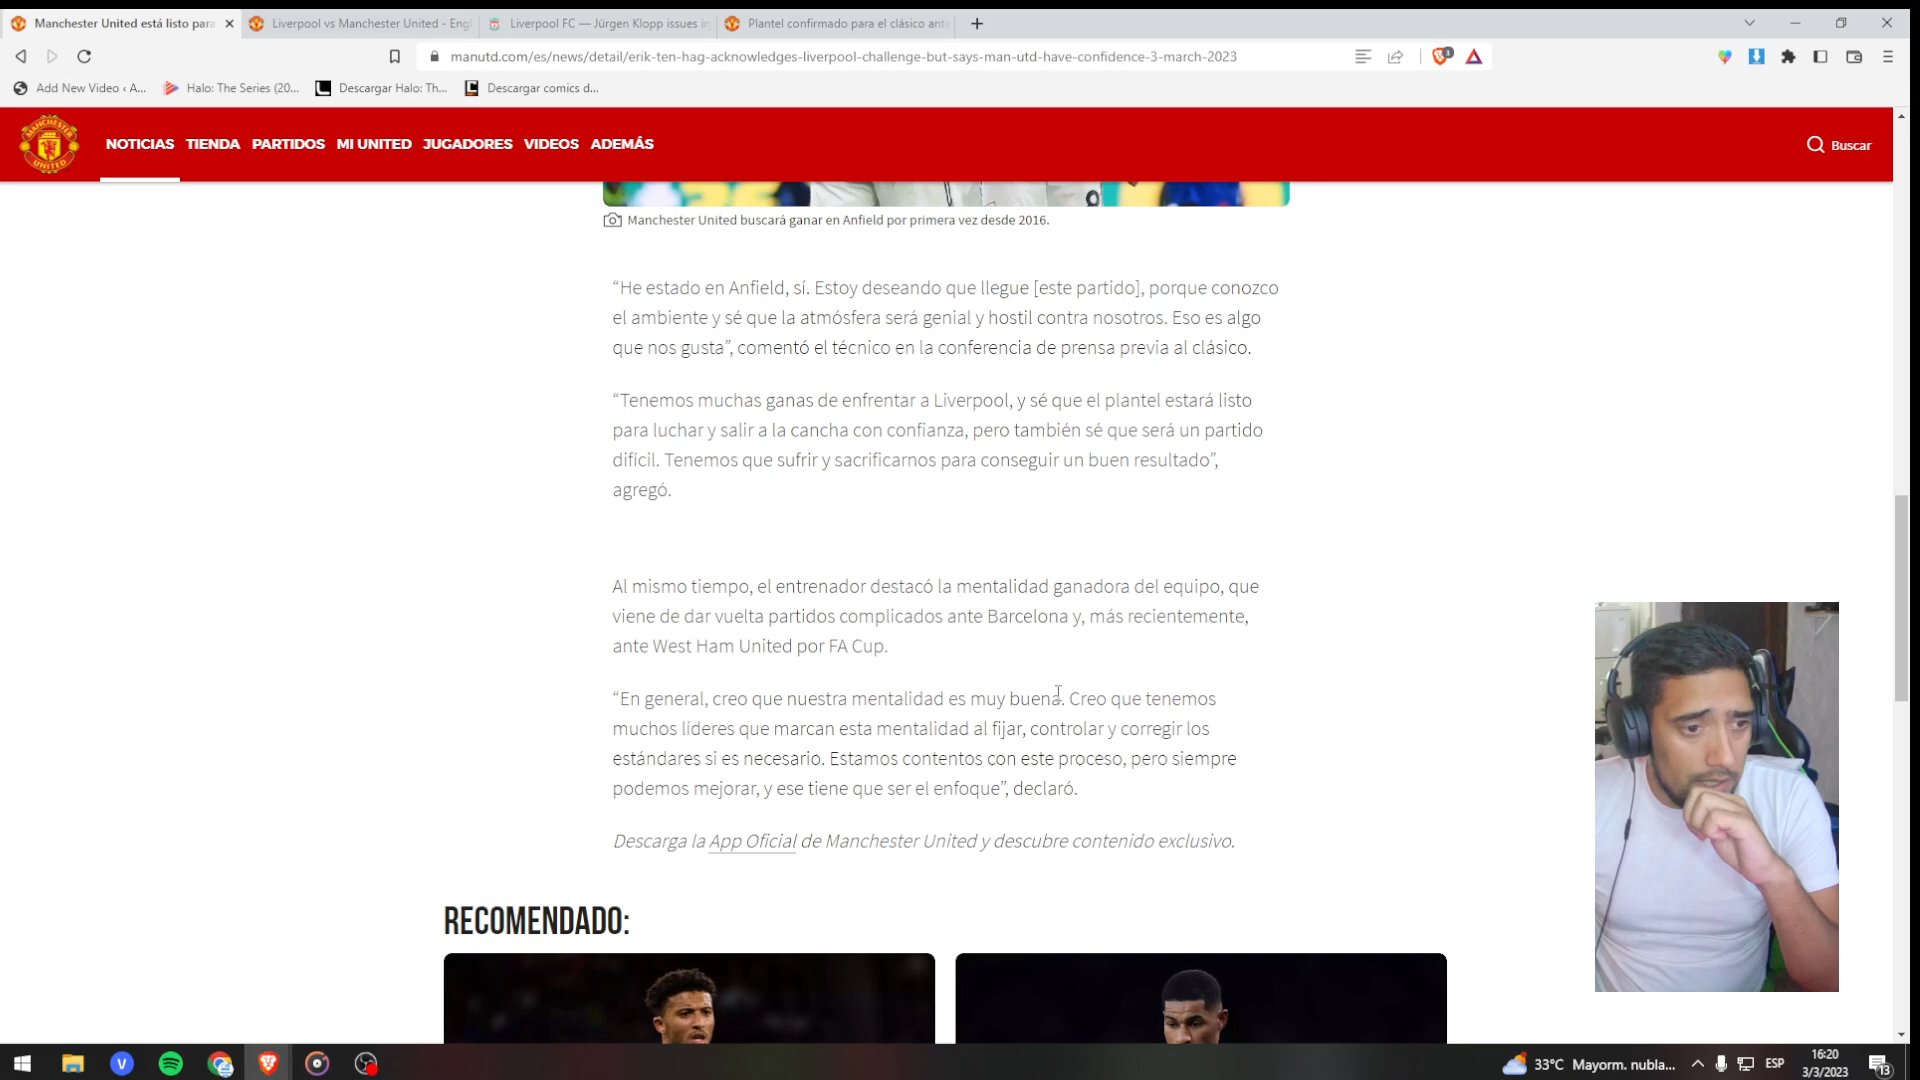 Manchester United está listo para
Liverpool vs Manchester United - Eng
Liverpool FC — Jürgen Klopp issues in
Plantel confirmado para el clásico ante
manutd.com/es/news/detail/erik-ten-hag-acknowledges-liverpool-challenge-but-says-man-utd-have-confidence-3-march-2023
Add New Video ‹ A...
Halo: The Series (20...
Descargar Halo: Th...
Descargar comics d...
MANCHESTER UNITED
NOTICIAS TIENDA PARTIDOS MI UNITED JUGADORES VIDEOS ADEMÁS
Buscar
Manchester United buscará ganar en Anfield por primera vez desde 2016.
“He estado en Anfield, sí. Estoy deseando que llegue [este partido], porque conozco
el ambiente y sé que la atmósfera será genial y hostil contra nosotros. Eso es algo
que nos gusta”, comentó el técnico en la conferencia de prensa previa al clásico.
“Tenemos muchas ganas de enfrentar a Liverpool, y sé que el plantel estará listo
para luchar y salir a la cancha con confianza, pero también sé que será un partido
difícil. Tenemos que sufrir y sacrificarnos para conseguir un buen resultado”,
agregó.
Al mismo tiempo, el entrenador destacó la mentalidad ganadora del equipo, que
viene de dar vuelta partidos complicados ante Barcelona y, más recientemente,
ante West Ham United por FA Cup.
“En general, creo que nuestra mentalidad es muy buena. Creo que tenemos
muchos líderes que marcan esta mentalidad al fijar, controlar y corregir los
estándares si es necesario. Estamos contentos con este proceso, pero siempre
podemos mejorar, y ese tiene que ser el enfoque”, declaró.
Descarga la App Oficial de Manchester United y descubre contenido exclusivo.
RECOMENDADO:
33°C Mayorm. nubla...
ESP
16:20
3/3/2023
13